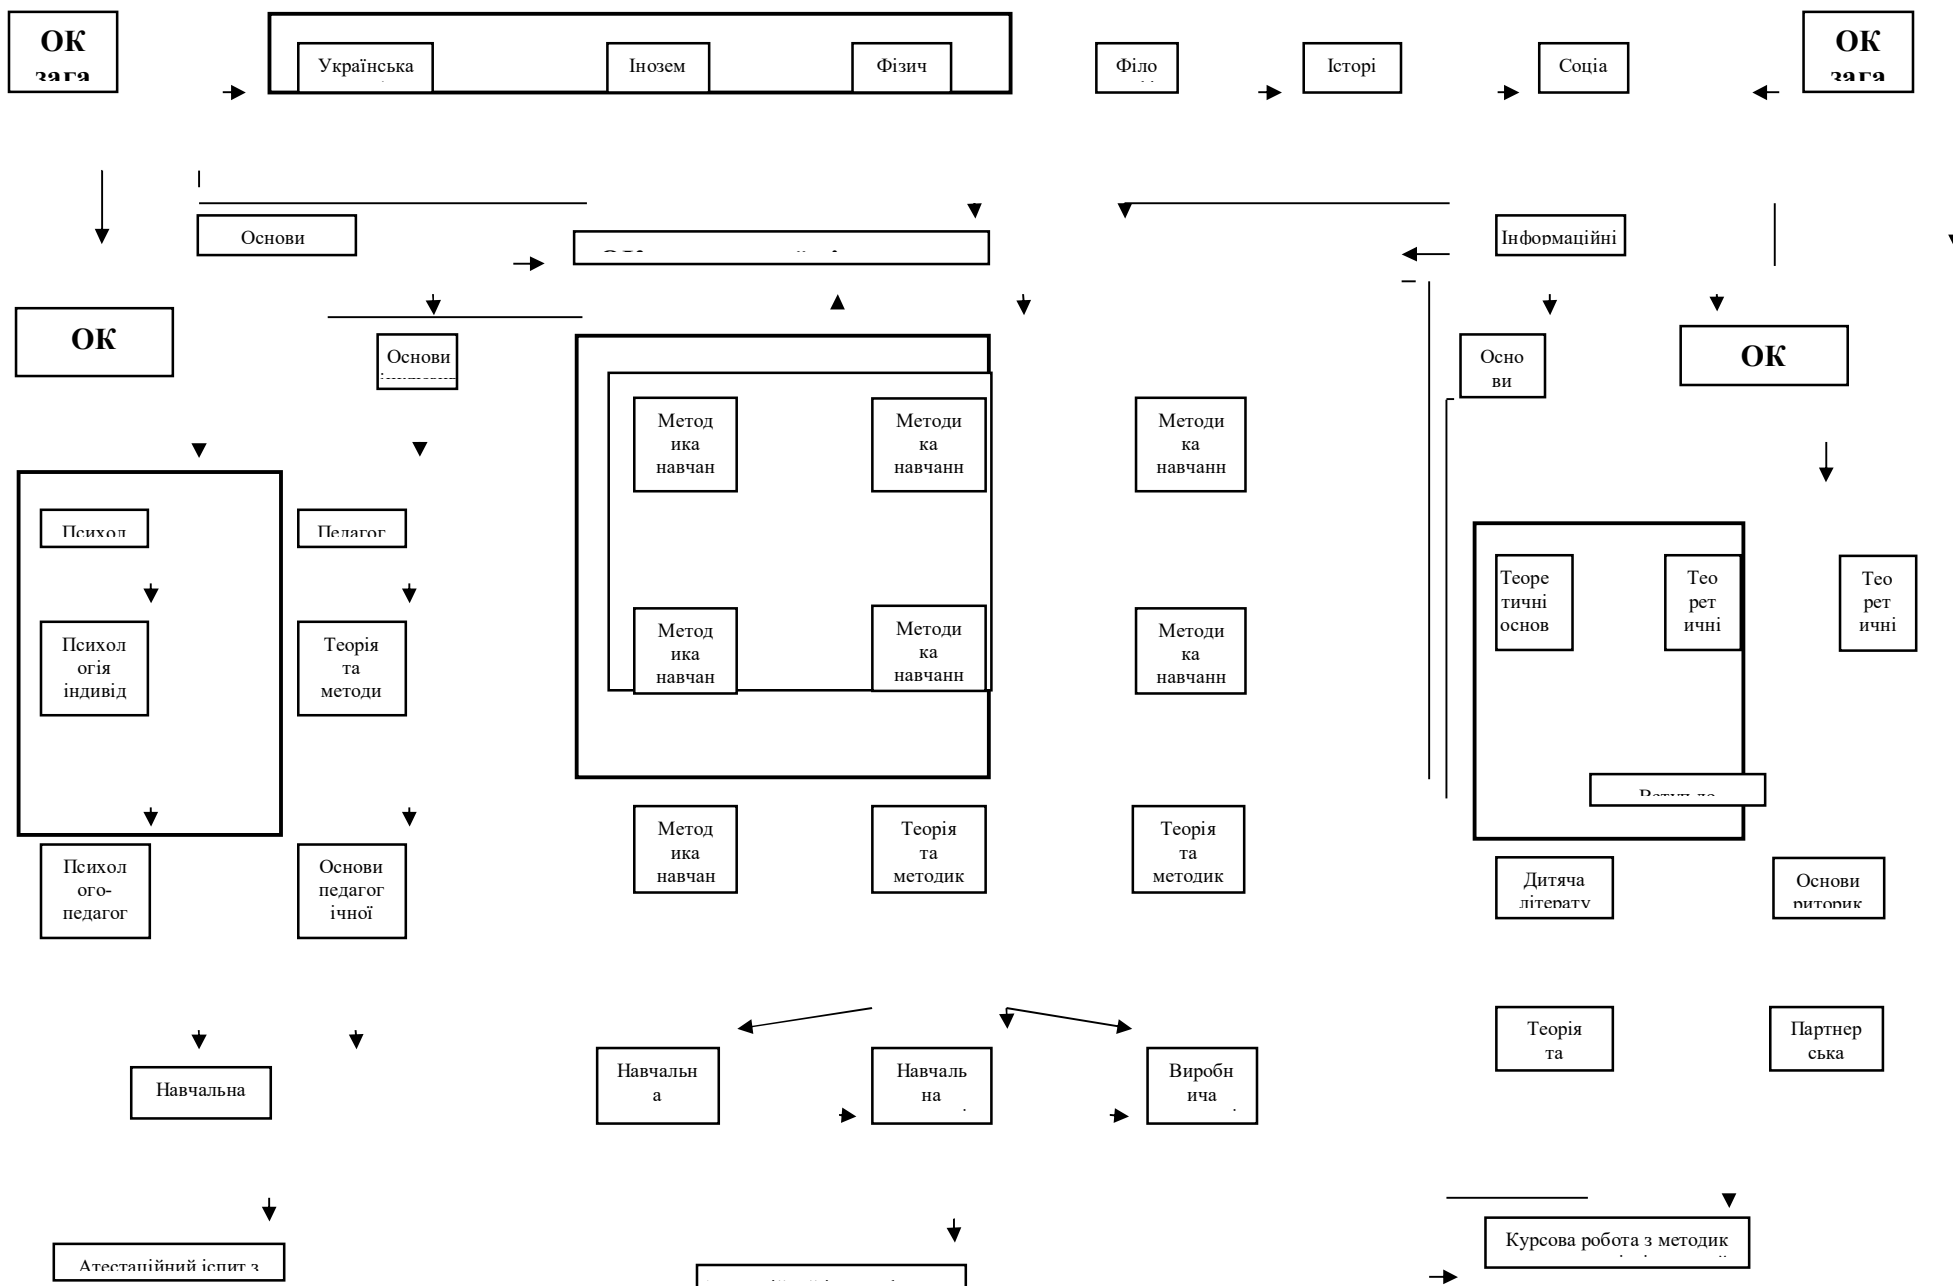 ОК
зага
Українська
Інозем
Фізич
Філо
Історі
Соціа
ОК
зага
Основи
Інформаційні
ОК
Основи
Осно
ви
ОК
Метод
ика
навчан
Методи
ка
навчанн
Методи
ка
навчанн
Психол
Педагог
Теоре
тичні
основ
Тео
рет
ичні
Тео
рет
ичні
Психол
огія
індивід
Теорія
та
методи
Метод
ика
навчан
Методи
ка
навчанн
Методи
ка
навчанн
Вступ до
Метод
ика
навчан
Теорія
та
методик
Теорія
та
методик
Психол
ого-
педагог
Основи
педагог
ічної
Дитяча
літерату
Основи
риторик
Теорія
та
Партнер
ська
Навчальна
Навчальн
а
Навчаль
на
Виробн
ича
Атестаційний іспит з
Курсова робота з методик